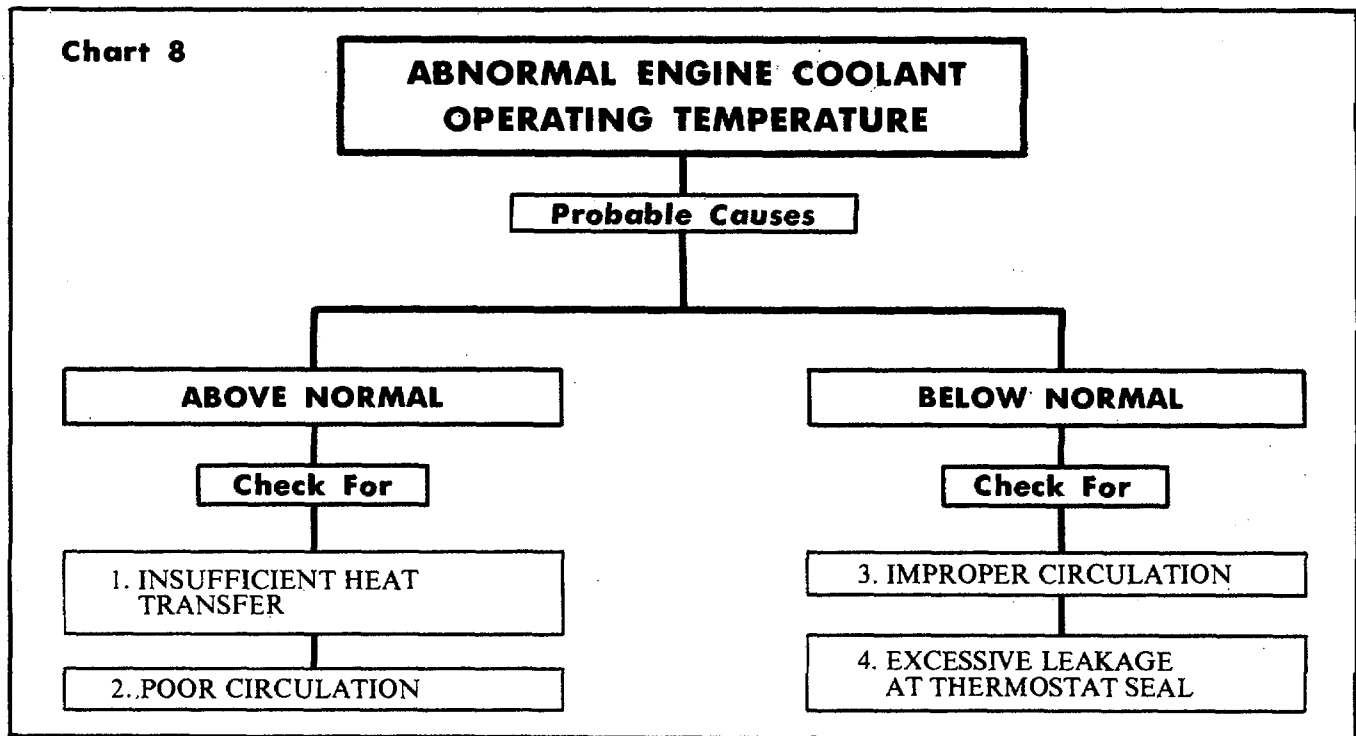 Chart 8
ABNORMAL ENGINE COOLANT
OPERATING TEMPERATURE
Probable Causes
ABOVE NORMAL
Check For
1. INSUFFICIENT HEAT
TRANSFER
2. POOR CIRCULATION
BELOW NORMAL
Check For
3. IMPROPER CIRCULATION
4. EXCESSIVE LEAKAGE
AT THERMOSTAT SEAL